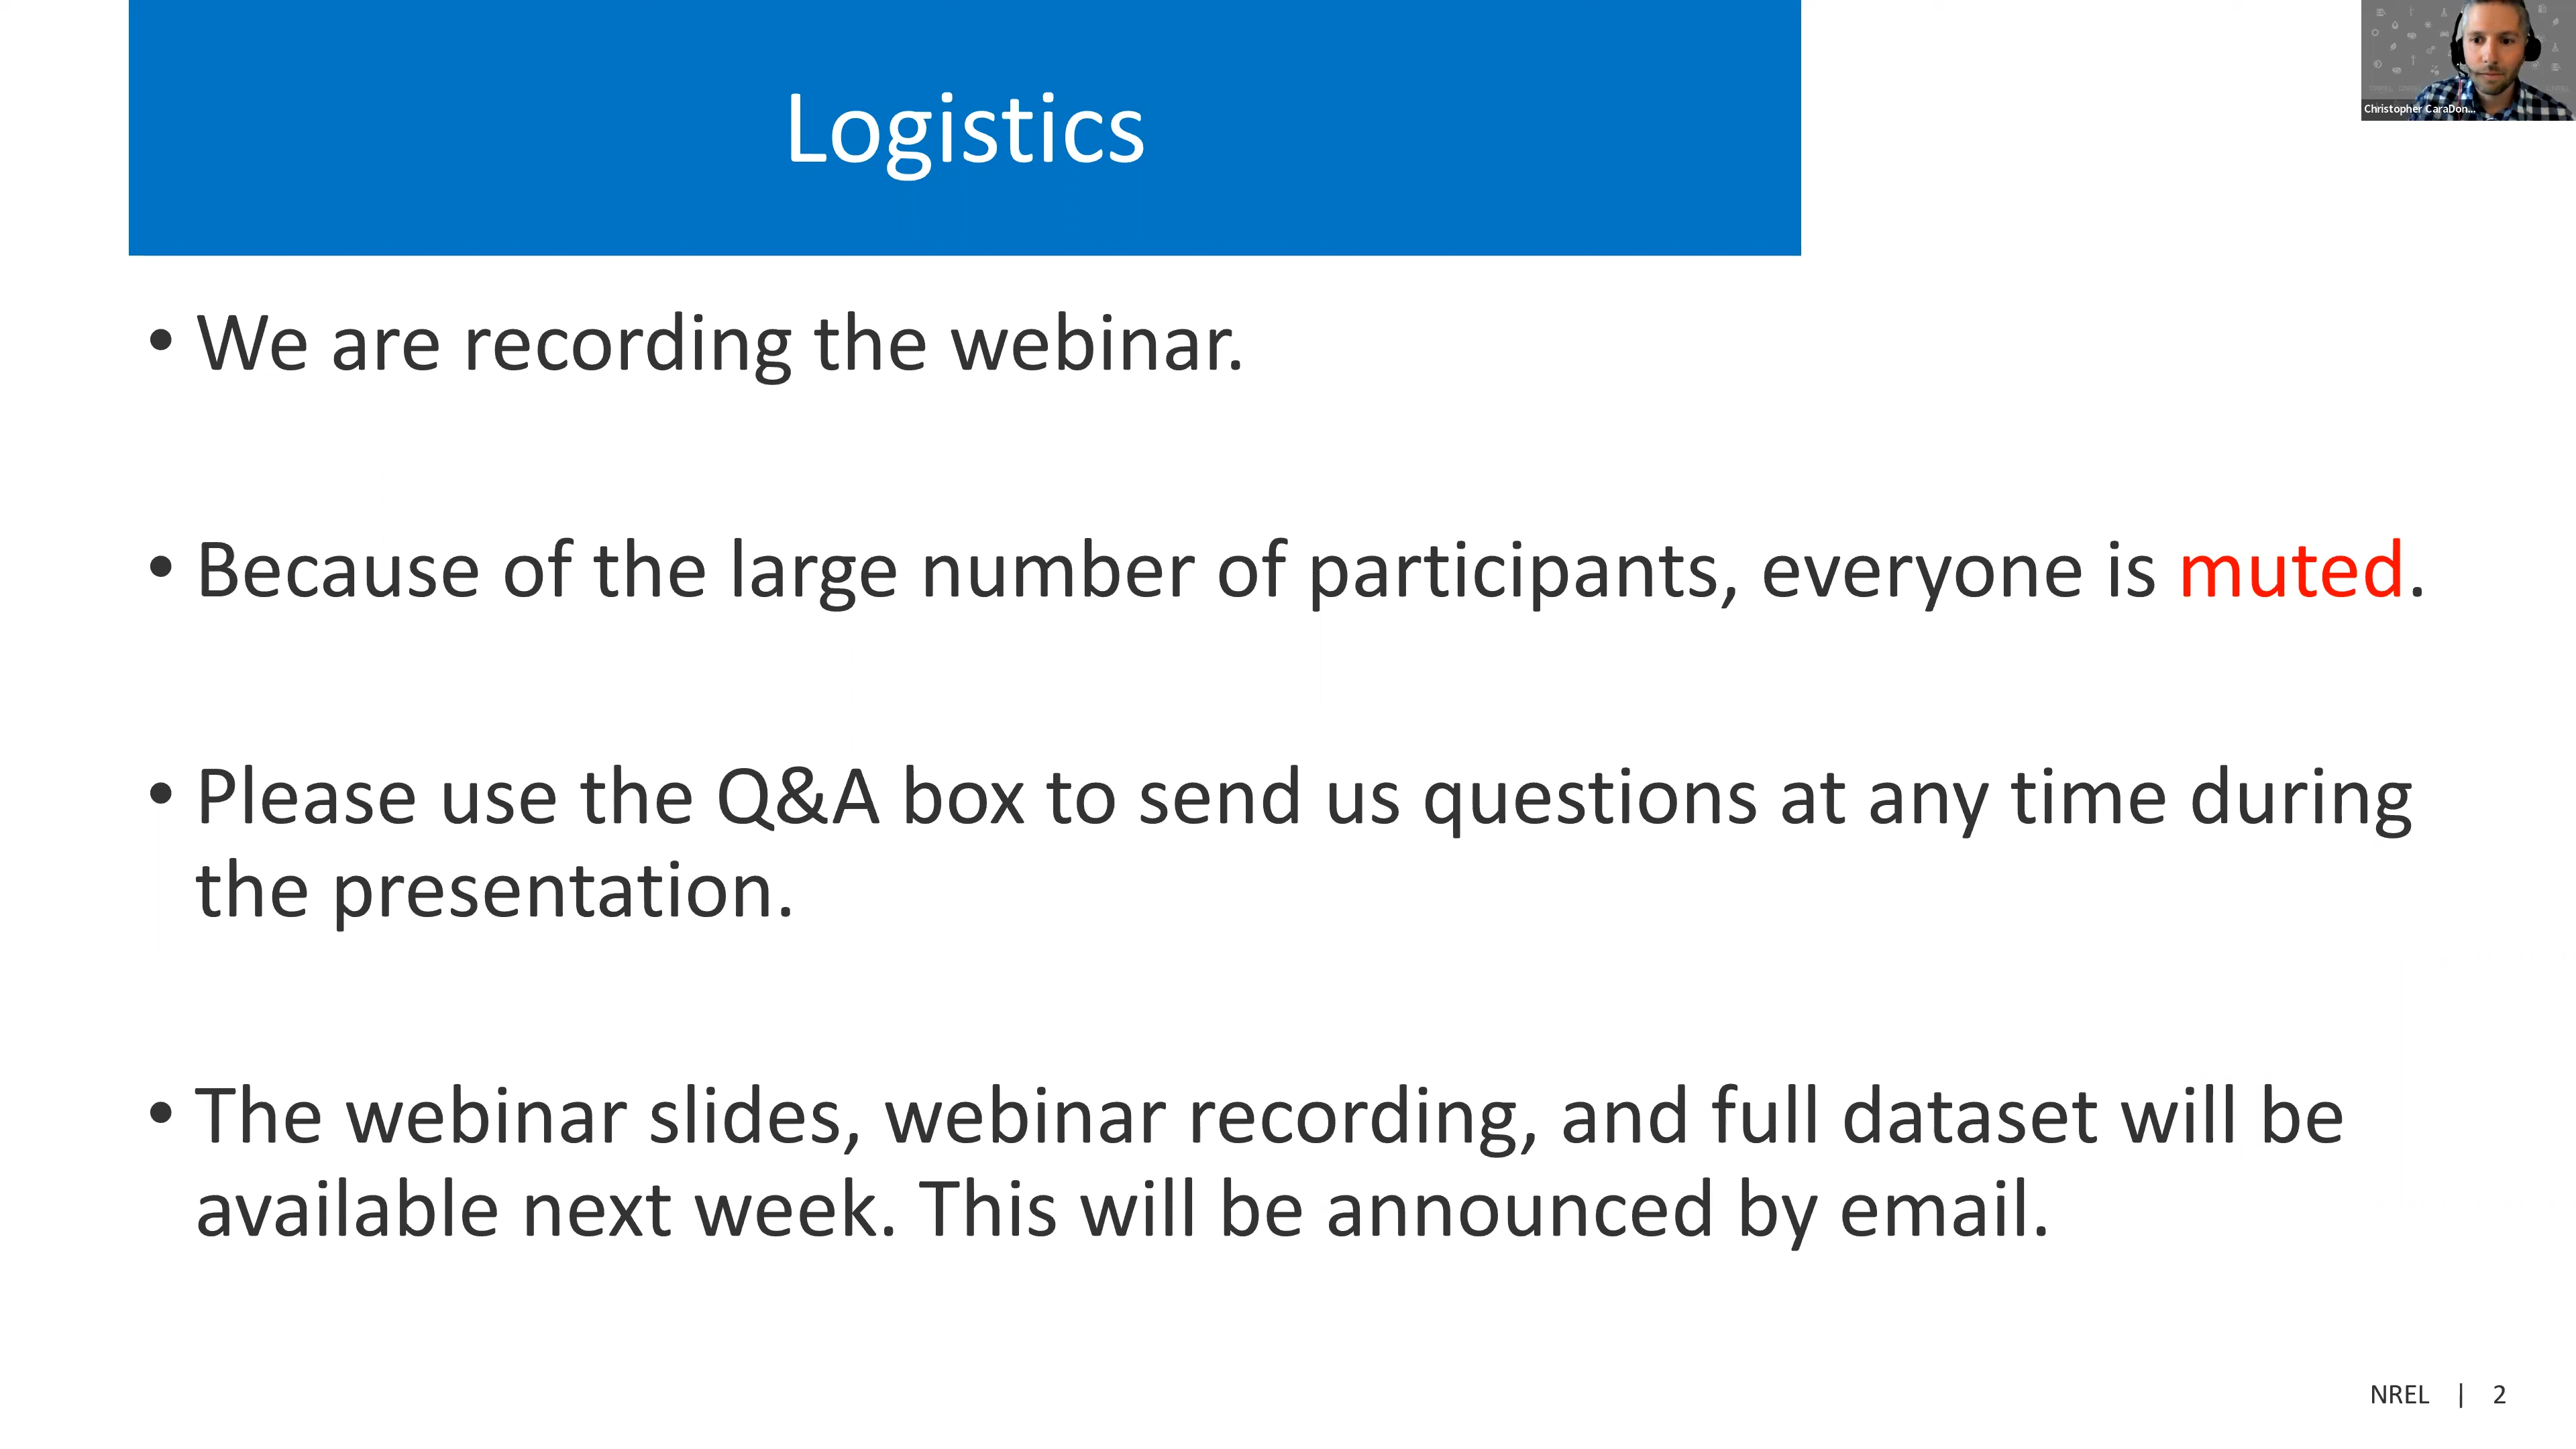 Logistics
Christopher CaraDon...
• We are recording the webinar.
• Because of the large number of participants, everyone is muted.
• Please use the Q&A box to send us questions at any time during
the presentation.
• The webinar slides, webinar recording, and full dataset will be
available next week. This will be announced by email.
NREL | 2